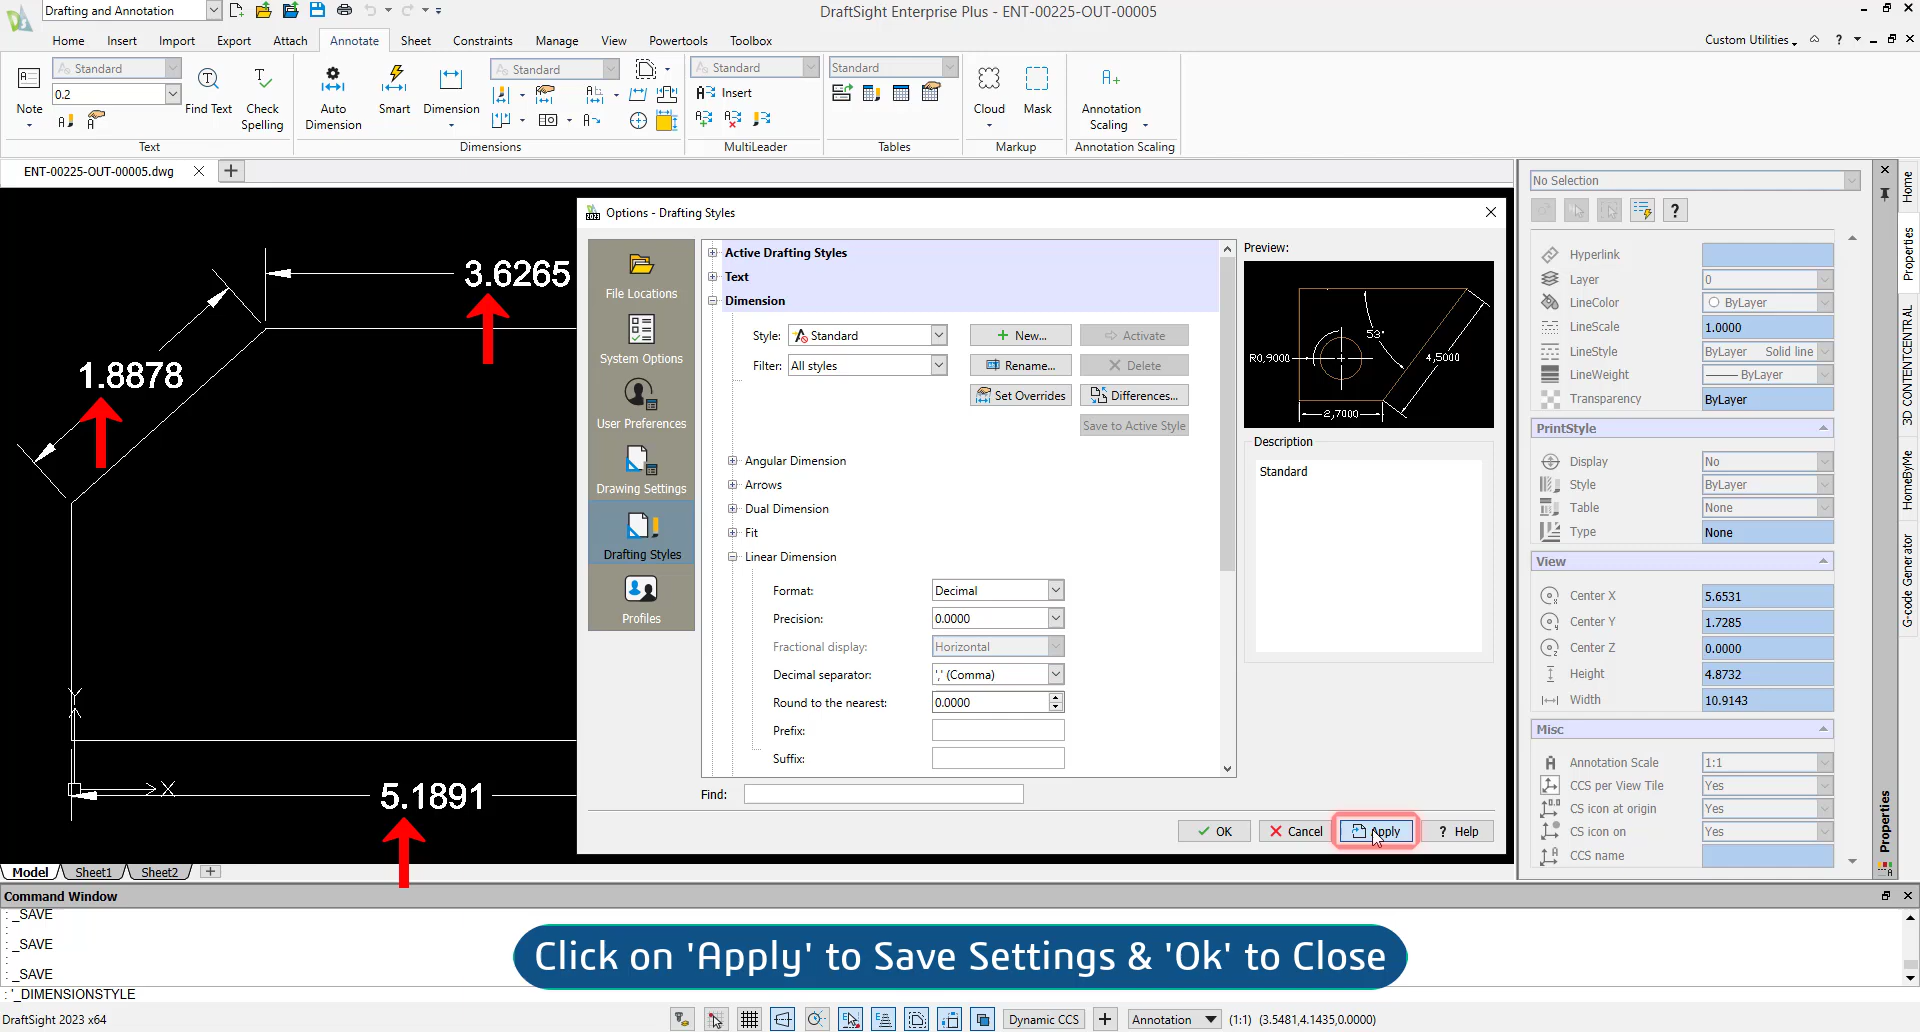 Drafting and Annotation
DraftSight Enterprise Plus - ENT-00225-OUT-00005
Home Insert Import Export Attach Annotate Sheet Constraints Manage View Powertools Toolbox
Custom Utilities ?
Standard Standard Standard Standard
0.2 Insert
Note Find Text Check Spelling Auto Dimension Smart Dimension Cloud Mask Annotation Scaling
Text Dimensions MultiLeader Tables Markup Annotation Scaling
ENT-00225-OUT-00005.dwg
3.6265
1.8878
5.1891
Y
X
Options - Drafting Styles
File Locations
System Options
User Preferences
Drawing Settings
Drafting Styles
Profiles
Active Drafting Styles
Text
Dimension
Style: Standard New... Activate
Filter: All styles Rename... Delete
Set Overrides Differences...
Save to Active Style
Angular Dimension
Arrows
Dual Dimension
Fit
Linear Dimension
Format: Decimal
Precision: 0.0000
Fractional display: Horizontal
Decimal separator: ',' (Comma)
Round to the nearest: 0.0000
Prefix:
Suffix:
Find:
Preview:
53°
R0,9000
4,5000
2,7000
Description
Standard
OK Cancel Apply ? Help
No Selection
?
Hyperlink
Layer 0
LineColor ByLayer
LineScale 1.0000
LineStyle ByLayer Solid line
LineWeight ByLayer
Transparency ByLayer
PrintStyle
Display No
Style ByLayer
Table None
Type None
View
Center X 5.6531
Center Y 1.7285
Center Z 0.0000
Height 4.8732
Width 10.9143
Misc
Annotation Scale 1:1
CCS per View Tile Yes
CS icon at origin Yes
CS icon on Yes
CCS name
Properties
Home
Properties
3D CONTENTCENTRAL
HomeByMe
G-code Generator
Model Sheet1 Sheet2
Command Window
: _SAVE
:
: _SAVE
:
: _SAVE
: '_DIMENSIONSTYLE
Click on 'Apply' to Save Settings & 'Ok' to Close
DraftSight 2023 x64
Dynamic CCS Annotation (1:1) (3.5481,4.1435,0.0000)